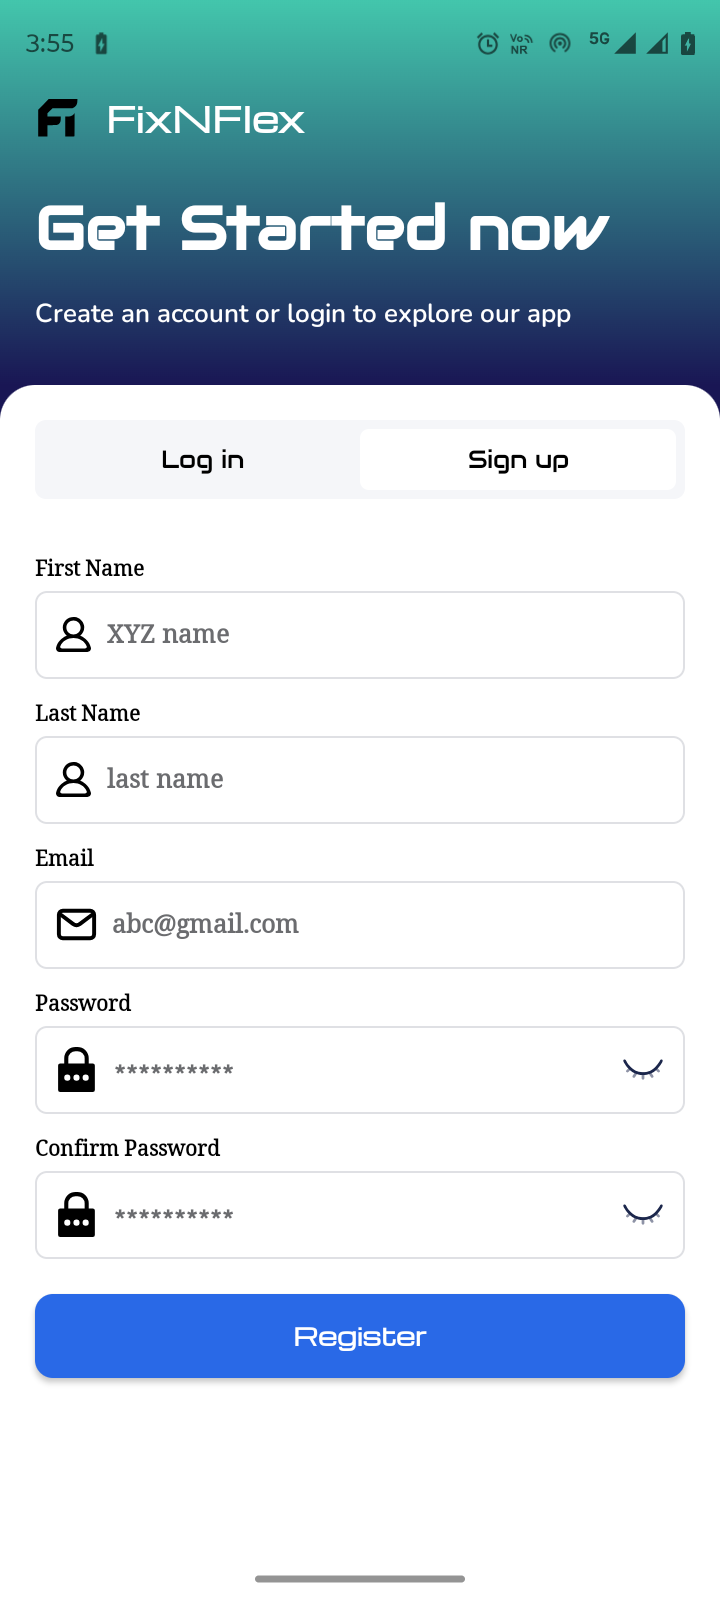 3:55
Vo NR 5G
FixNFlex
Get Started now
Create an account or login to explore our app
Log in Sign up
First Name
XYZ name
Last Name
last name
Email
abc@gmail.com
Password
**********
Confirm Password
**********
Register